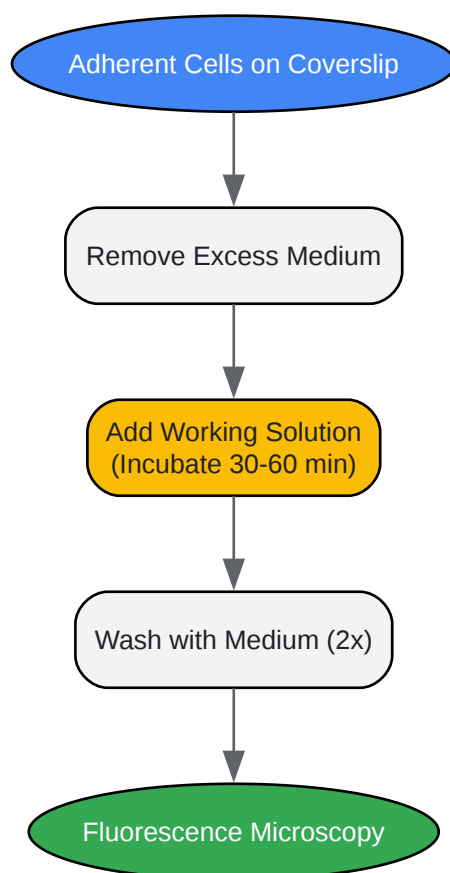 Adherent Cells on Coverslip
Remove Excess Medium
Add Working Solution
(Incubate 30-60 min)
Wash with Medium (2x)
Fluorescence Microscopy